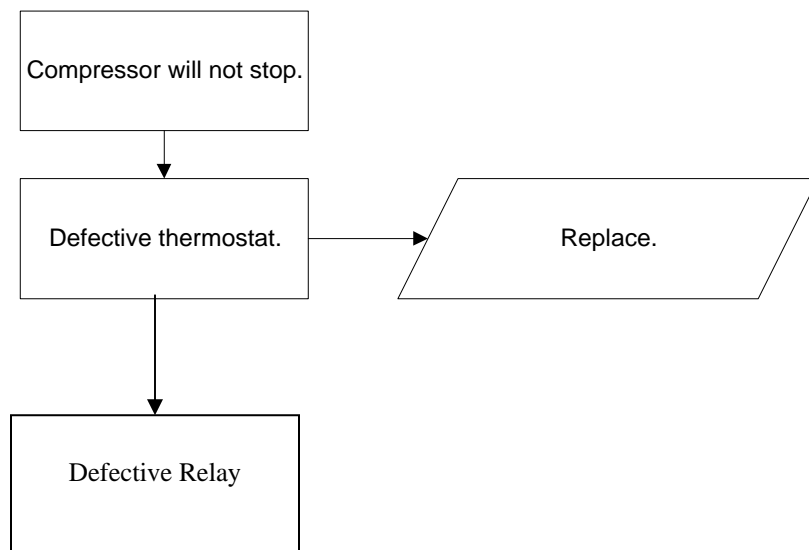 Compressor will not stop.
Defective thermostat.
Replace.
Defective Relay